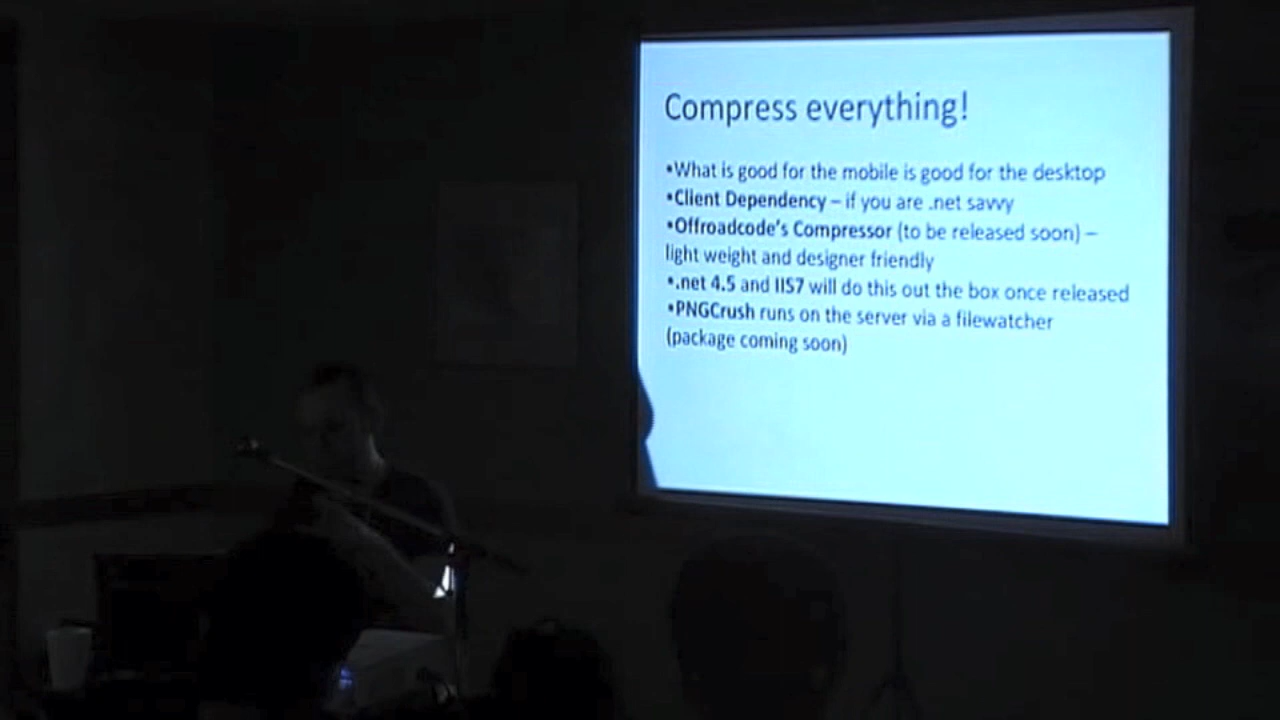 Compress everything!
•What is good for the mobile is good for the desktop
•Client Dependency – if you are .net savvy
•Offroadcode's Compressor (to be released soon) –
light weight and designer friendly
•.net 4.5 and IIS7 will do this out the box once released
•PNGCrush runs on the server via a filewatcher
(package coming soon)